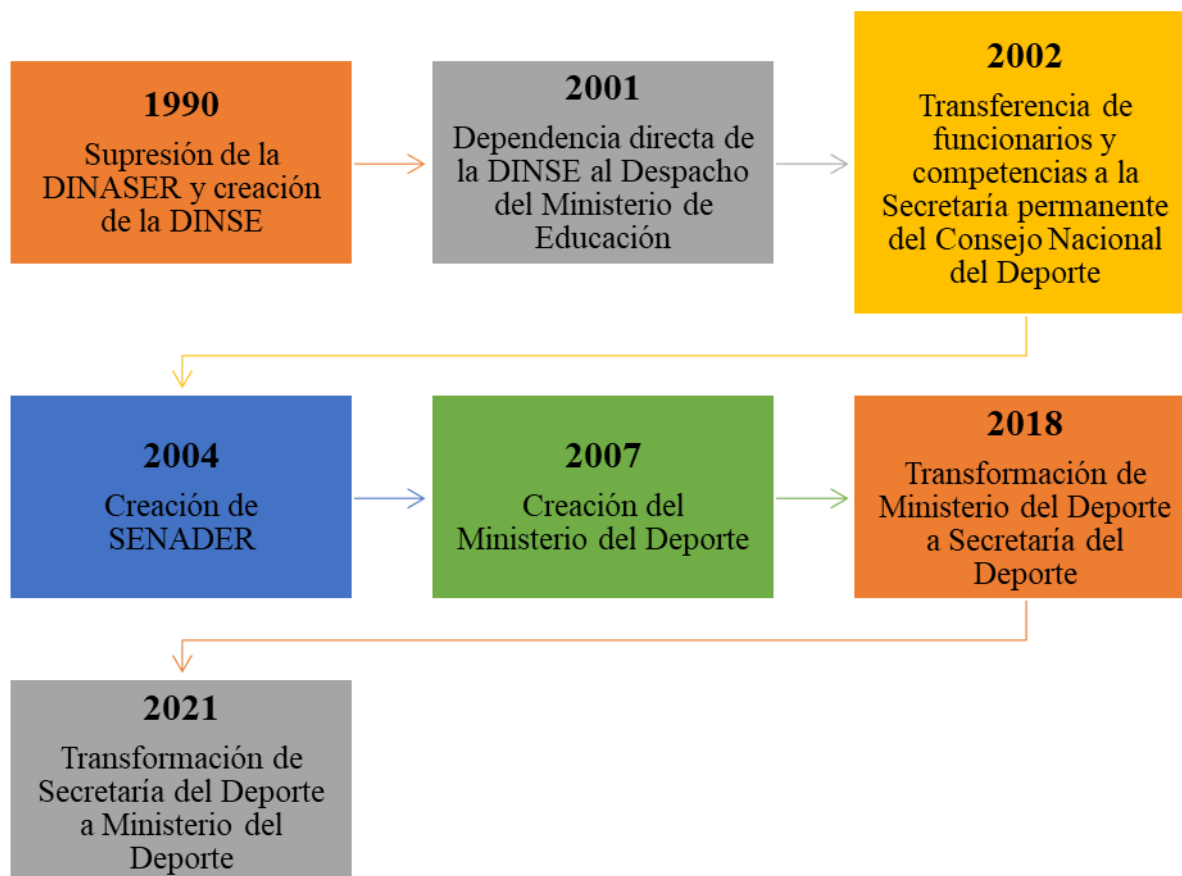 1990
Supresión de la
DINASER y creación
de la DINSE
2001
Dependencia directa de
la DINSE al Despacho
del Ministerio de
Educación
2002
Transferencia de
funcionarios y
competencias a la
Secretaría permanente
del Consejo Nacional
del Deporte
2004
Creación de
SENADER
2007
Creación del
Ministerio del Deporte
2018
Transformación de
Ministerio del Deporte
a Secretaría del
Deporte
2021
Transformación de
Secretaría del Deporte
a Ministerio del
Deporte